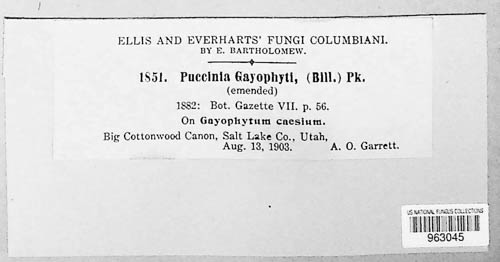 ELLIS AND EVERHARTS' FUNGI COLUMBIANI.
BY E. BARTHOLOMEW.
1851. Puccinia Gayophyti, (Bill.) Pk.
(emended)
1882: Bot. Gazette VII. p. 56.
On Gayophytum caesium.
Big Cottonwood Canon, Salt Lake Co., Utah,
Aug. 13, 1903. A. O. Garrett.
US NATIONAL FUNGUS COLLECTIONS
963045